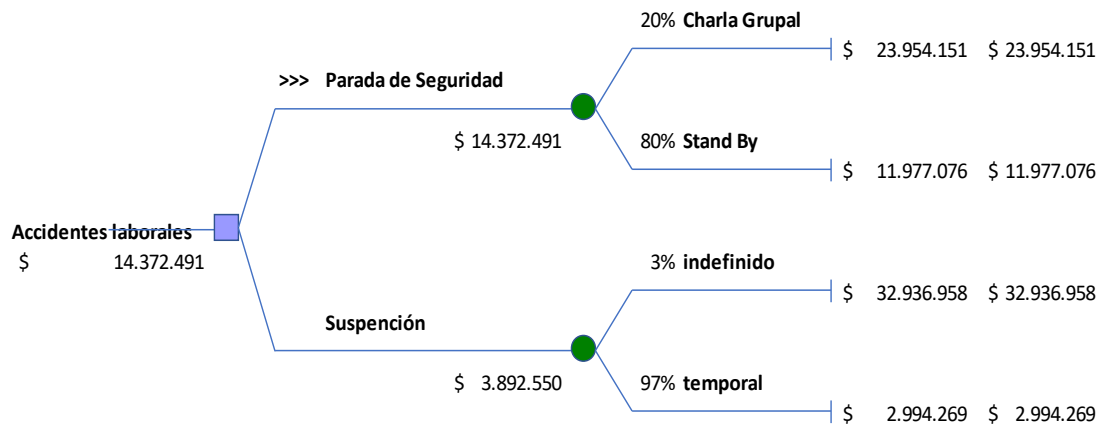 20% Charla Grupal
$ 23.954.151 $ 23.954.151
>>> Parada de Seguridad
$ 14.372.491
80% Stand By
$ 11.977.076 $ 11.977.076
Accidentes laborales
$ 14.372.491
3% indefinido
$ 32.936.958 $ 32.936.958
Suspención
$ 3.892.550
97% temporal
$ 2.994.269 $ 2.994.269